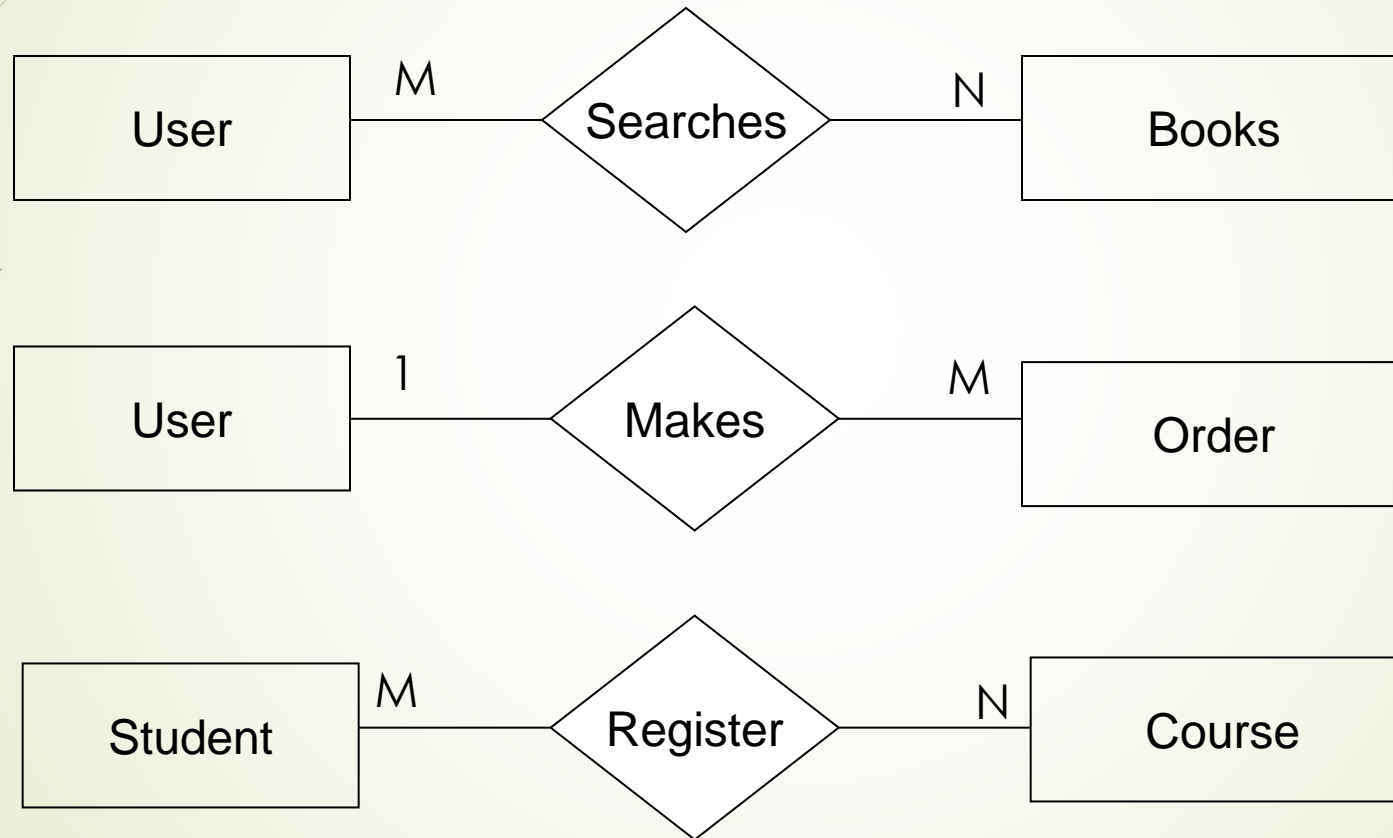 User M Searches N Books
User 1 Makes M Order
Student M Register N Course